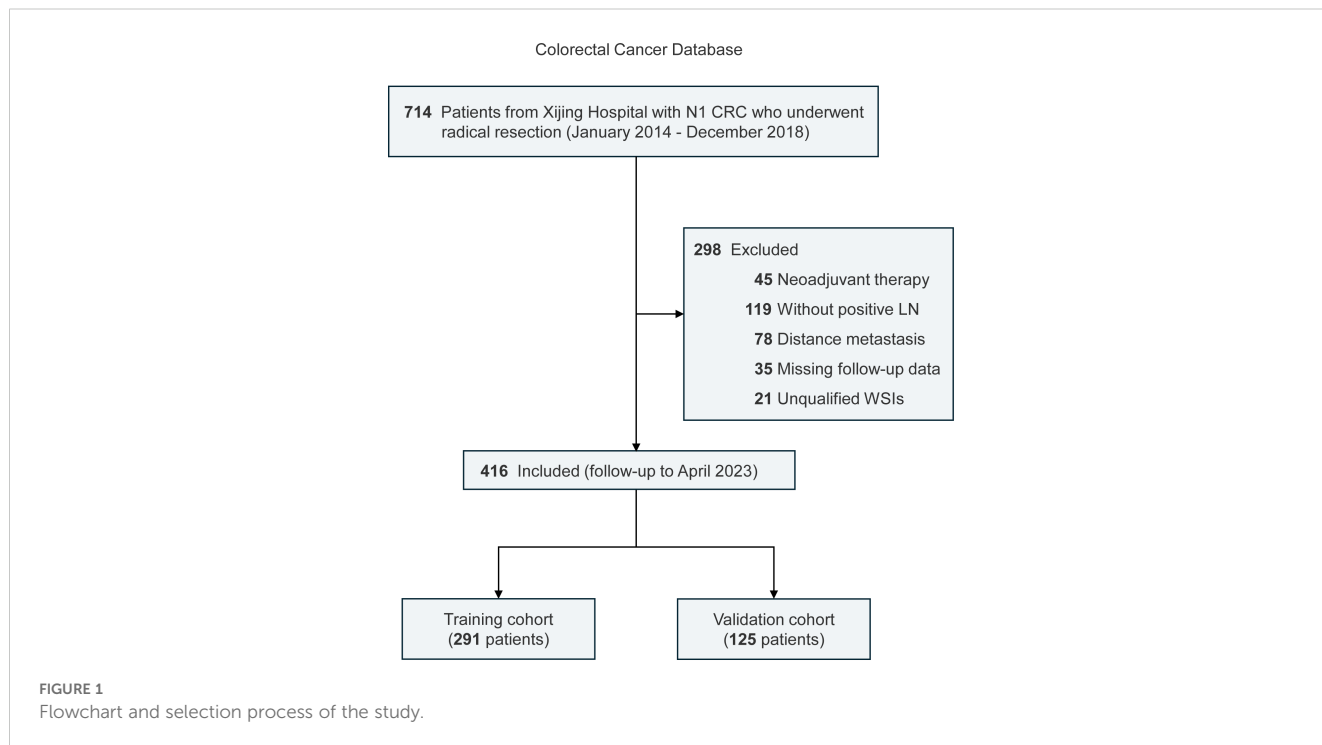 Colorectal Cancer Database
714 Patients from Xijing Hospital with N1 CRC who underwent
radical resection (January 2014 - December 2018)
298 Excluded
45 Neoadjuvant therapy
119 Without positive LN
78 Distance metastasis
35 Missing follow-up data
21 Unqualified WSIs
416 Included (follow-up to April 2023)
Training cohort
(291 patients)
Validation cohort
(125 patients)
FIGURE 1
Flowchart and selection process of the study.